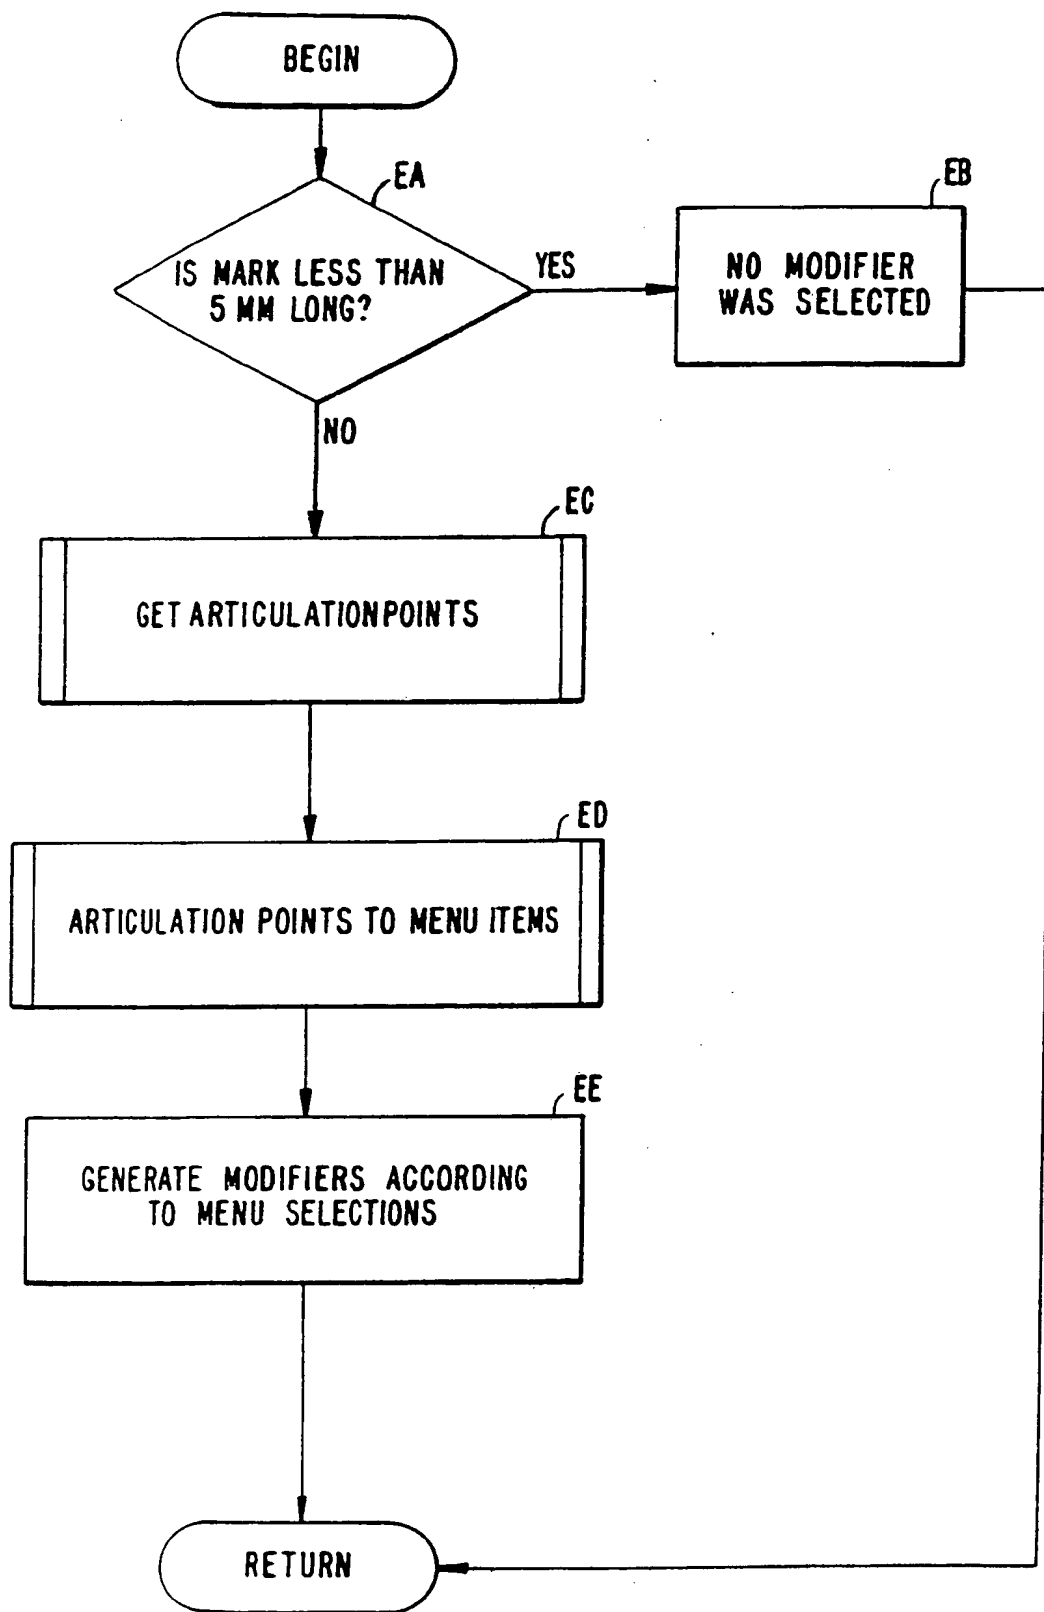 BEGIN
EA
IS MARK LESS THAN
5 MM LONG?
YES
EB
NO MODIFIER
WAS SELECTED
NO
EC
GET ARTICULATION POINTS
ED
ARTICULATION POINTS TO MENU ITEMS
EE
GENERATE MODIFIERS ACCORDING
TO MENU SELECTIONS
RETURN